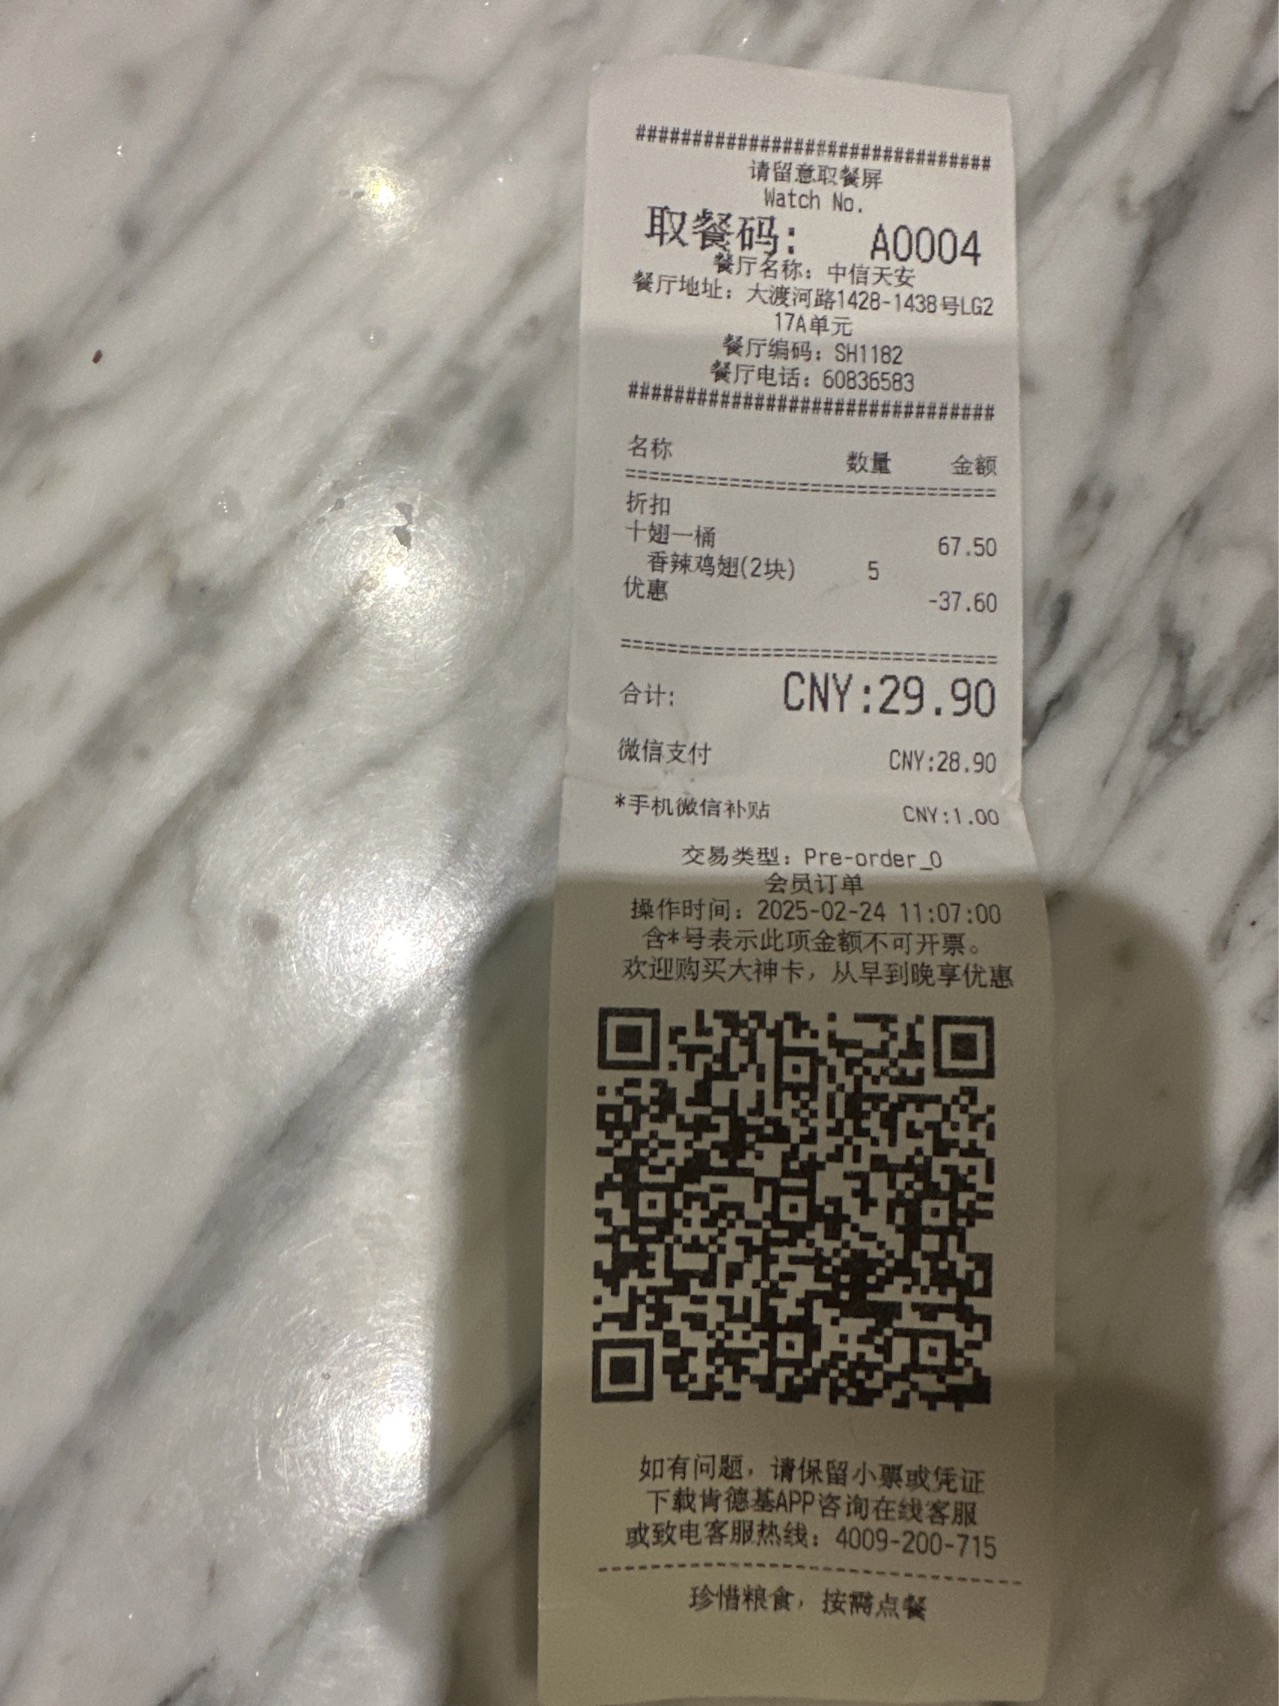 ###############################
请留意取餐屏
Watch No.
取餐码： A0004
餐厅名称：中信天安
餐厅地址：大渡河路1428-1438号LG2
17A单元
餐厅编码：SH1182
餐厅电话：60836583
################################
名称 数量 金额
================================
折扣
十翅一桶 67.50
香辣鸡翅(2块) 5
优惠 -37.60
================================
合计： CNY:29.90
微信支付 CNY:28.90
*手机微信补贴 CNY:1.00
交易类型：Pre-order_0
会员订单
操作时间：2025-02-24 11:07:00
含*号表示此项金额不可开票。
欢迎购买大神卡，从早到晚享优惠
如有问题，请保留小票或凭证
下载肯德基APP咨询在线客服
或致电客服热线：4009-200-715
--------------------------------
珍惜粮食，按需点餐